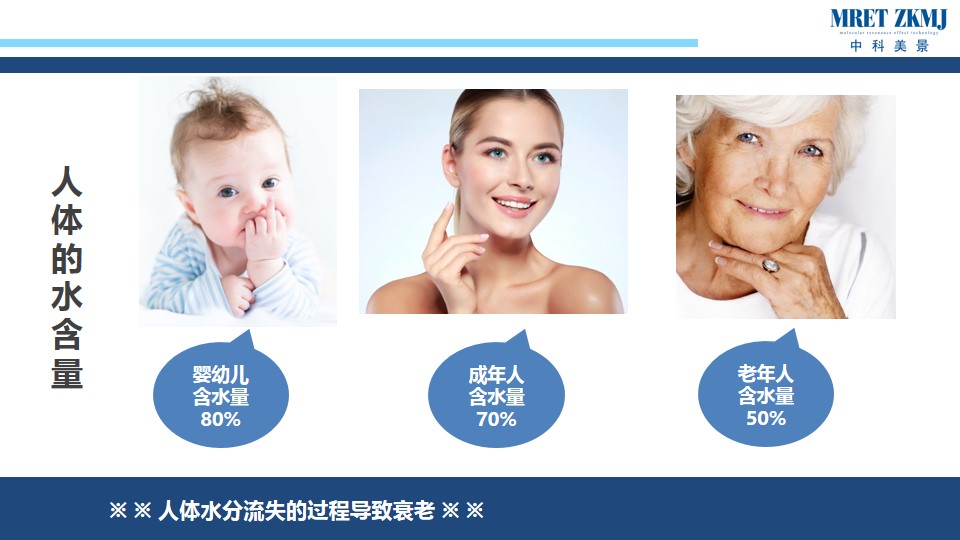 MRET ZKMJ
molecular resonance effect technology
中科美景
人体的水含量
婴幼儿
含水量
80%
成年人
含水量
70%
老年人
含水量
50%
※ ※ 人体水分流失的过程导致衰老 ※ ※